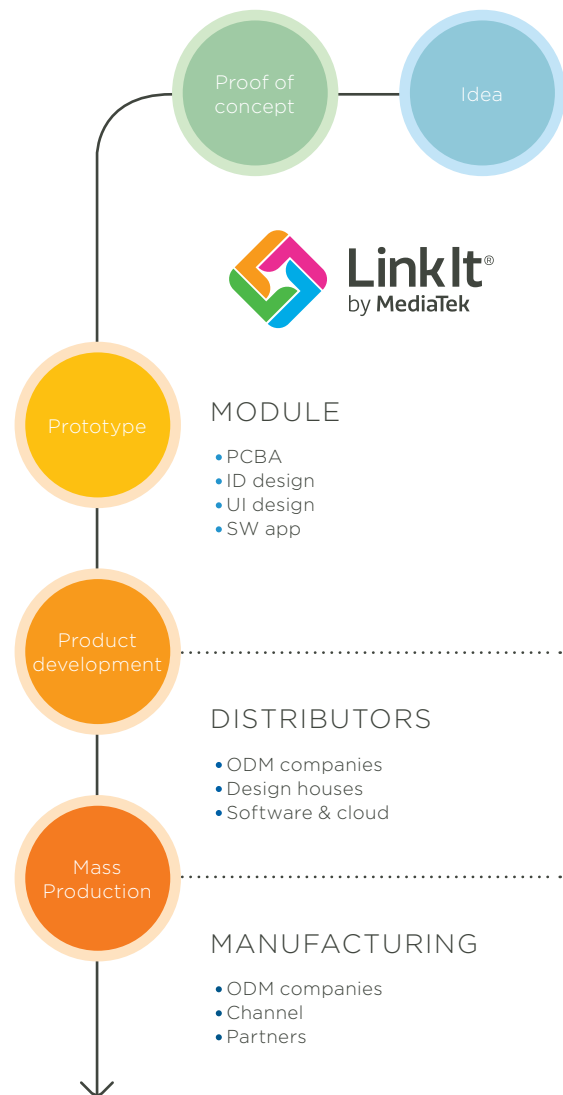 Proof of
concept
Idea
LinkIt®
by MediaTek
Prototype
MODULE
• PCBA
• ID design
• UI design
• SW app
Product
development
DISTRIBUTORS
• ODM companies
• Design houses
• Software & cloud
Mass
Production
MANUFACTURING
• ODM companies
• Channel
• Partners